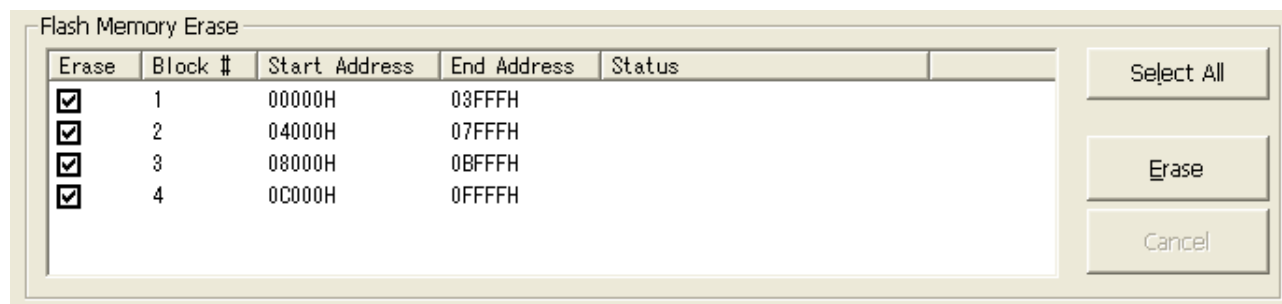 Flash Memory Erase
Erase Block # Start Address End Address Status
1 00000H 03FFFH
2 04000H 07FFFH
3 08000H 0BFFFH
4 0C000H 0FFFFH
Select All
Erase
Cancel